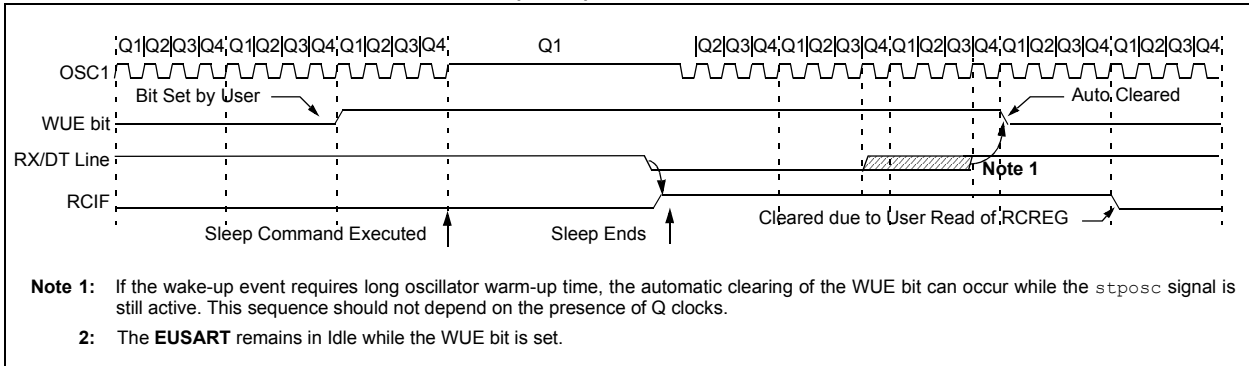 Q1|Q2|Q3|Q4|Q1|Q2|Q3|Q4|Q1|Q2|Q3|Q4 Q1 |Q2|Q3|Q4|Q1|Q2|Q3|Q4|Q1|Q2|Q3|Q4|Q1|Q2|Q3|Q4|Q1|Q2|Q3|Q4
OSC1
Bit Set by User
Auto Cleared
WUE bit
RX/DT Line
Note 1
RCIF
Cleared due to User Read of RCREG
Sleep Command Executed
Sleep Ends
Note 1: If the wake-up event requires long oscillator warm-up time, the automatic clearing of the WUE bit can occur while the stposc signal is
still active. This sequence should not depend on the presence of Q clocks.
2: The EUSART remains in Idle while the WUE bit is set.